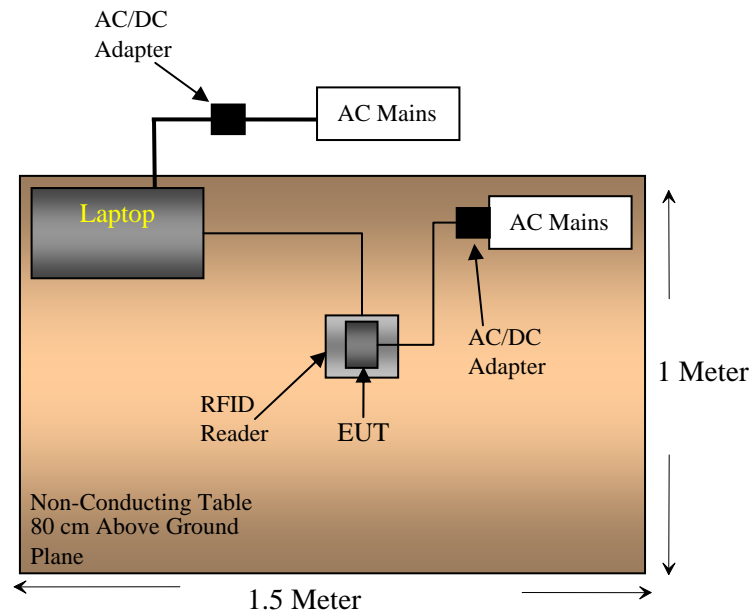 AC/DC
Adapter
AC Mains
Laptop
AC Mains
AC/DC
Adapter
1 Meter
RFID
Reader
EUT
Non-Conducting Table
80 cm Above Ground
Plane
1.5 Meter